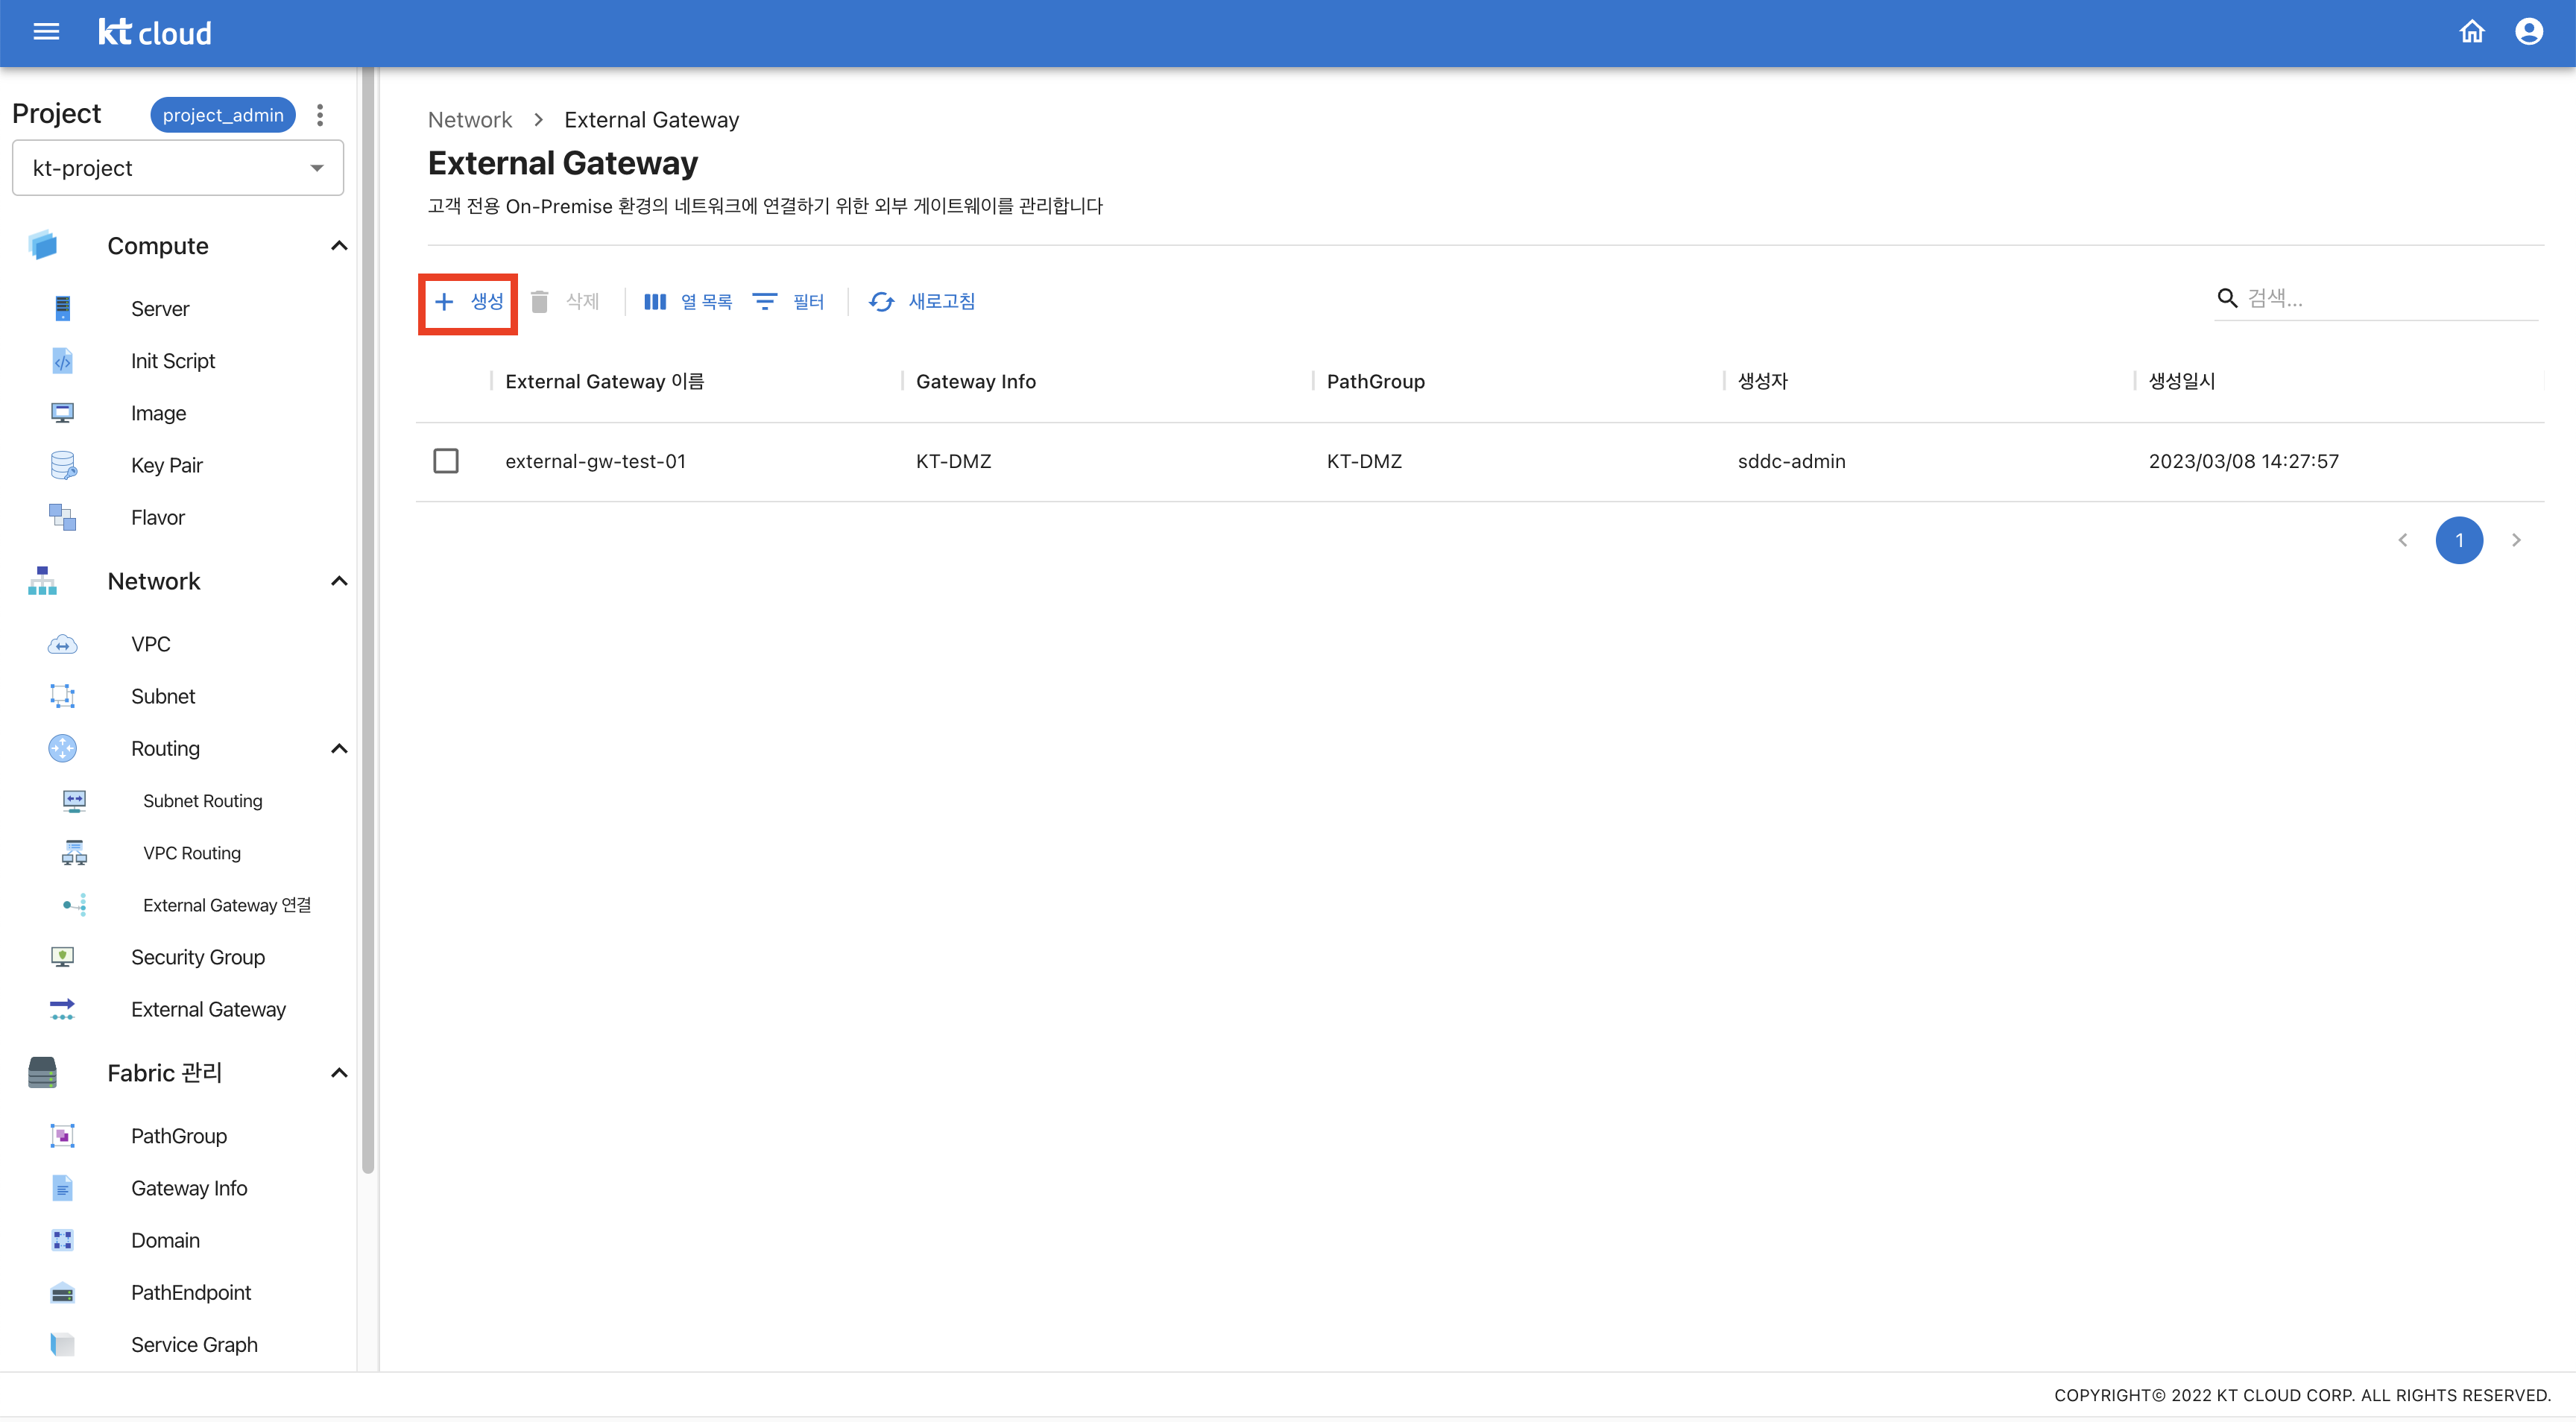 kt cloud
Project project_admin
kt-project
Compute
Server
Init Script
Image
Key Pair
Flavor
Network
VPC
Subnet
Routing
Subnet Routing
VPC Routing
External Gateway 연결
Security Group
External Gateway
Fabric 관리
PathGroup
Gateway Info
Domain
PathEndpoint
Service Graph
Network > External Gateway
External Gateway
고객 전용 On-Premise 환경의 네트워크에 연결하기 위한 외부 게이트웨이를 관리합니다
생성 삭제 열 목록 필터 새로고침 검색...
External Gateway 이름 Gateway Info PathGroup 생성자 생성일시
external-gw-test-01 KT-DMZ KT-DMZ sddc-admin 2023/03/08 14:27:57
1
COPYRIGHT© 2022 KT CLOUD CORP. ALL RIGHTS RESERVED.